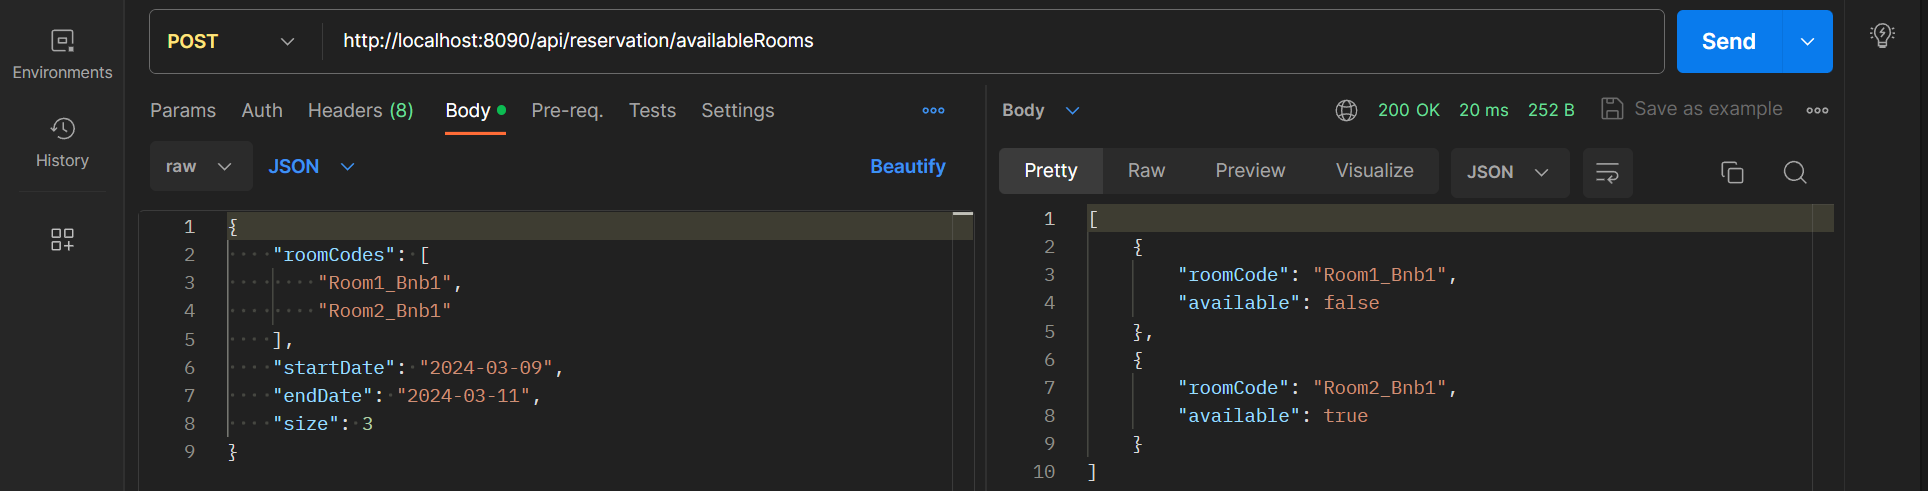 Environments
History
POST
http://localhost:8090/api/reservation/availableRooms
Send
Params Auth Headers (8) Body Pre-req. Tests Settings
raw JSON Beautify
1 {
2 "roomCodes": [
3 "Room1_Bnb1",
4 "Room2_Bnb1"
5 ],
6 "startDate": "2024-03-09",
7 "endDate": "2024-03-11",
8 "size": 3
9 }
Body 200 OK 20 ms 252 B Save as example
Pretty Raw Preview Visualize JSON
1 [
2 {
3 "roomCode": "Room1_Bnb1",
4 "available": false
5 },
6 {
7 "roomCode": "Room2_Bnb1",
8 "available": true
9 }
10 ]